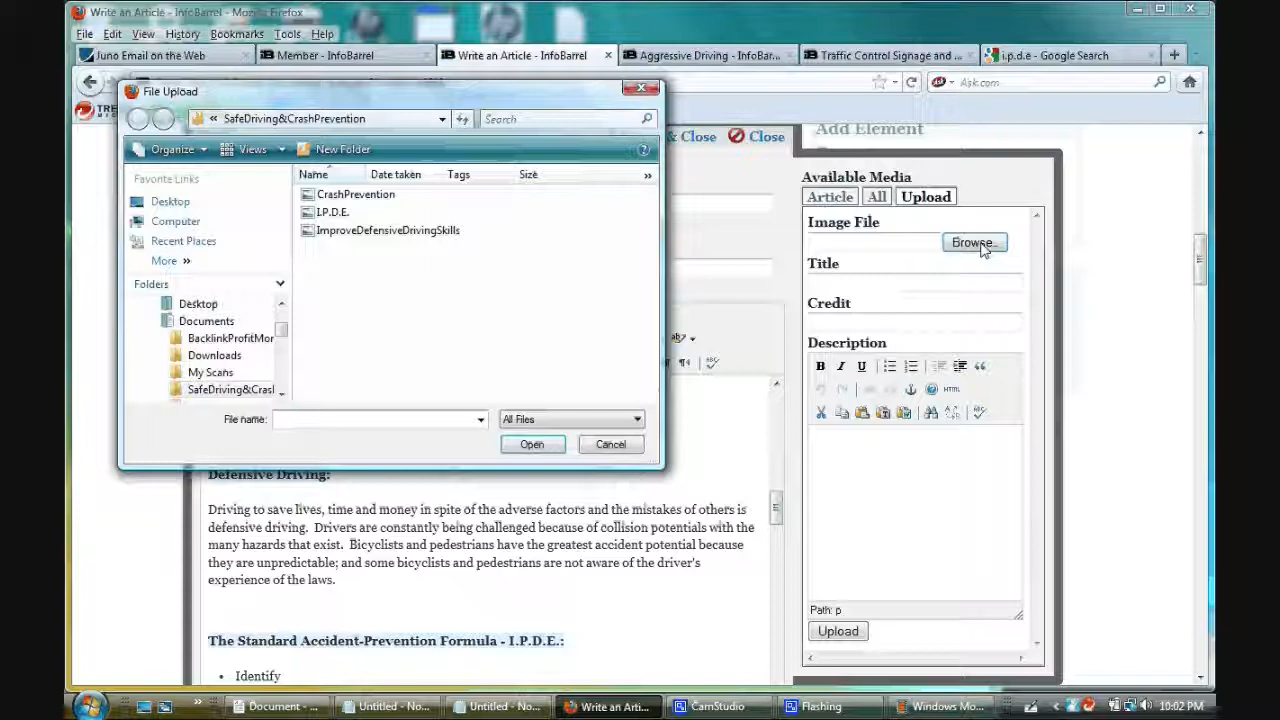 Write an Article - InfoBarrel - Mozilla Firefox
File Edit View History Bookmarks Tools Help
Juno Email on the Web
Member - InfoBarrel
Write an Article - InfoBarrel
Aggressive Driving - InfoBar...
Traffic Control Signage and ...
i.p.d.e - Google Search
Ask.com
File Upload
SafeDriving&CrashPrevention
Search
Organize Views New Folder
Favorite Links
Desktop
Computer
Recent Places
More
Folders
Desktop
Documents
BacklinkProfitMor
Downloads
My Scans
SafeDriving&Crasl
Name Date taken Tags Size
CrashPrevention
I.P.D.E.
ImproveDefensiveDrivingSkills
File name:
All Files
Open Cancel
& Close Close
Add Element
Available Media
Article All Upload
Image File
Browse...
Title
Credit
Description
B I U
HTML
Path: p
Upload
Defensive Driving:
Driving to save lives, time and money in spite of the adverse factors and the mistakes of others is
defensive driving. Drivers are constantly being challenged because of collision potentials with the
many hazards that exist. Bicyclists and pedestrians have the greatest accident potential because
they are unpredictable; and some bicyclists and pedestrians are not aware of the driver's
experience of the laws.
The Standard Accident-Prevention Formula - I.P.D.E.:
Identify
Document - ...
Untitled - No...
Untitled - No...
Write an Arti...
CamStudio
Flashing
Windows Mo...
10:02 PM